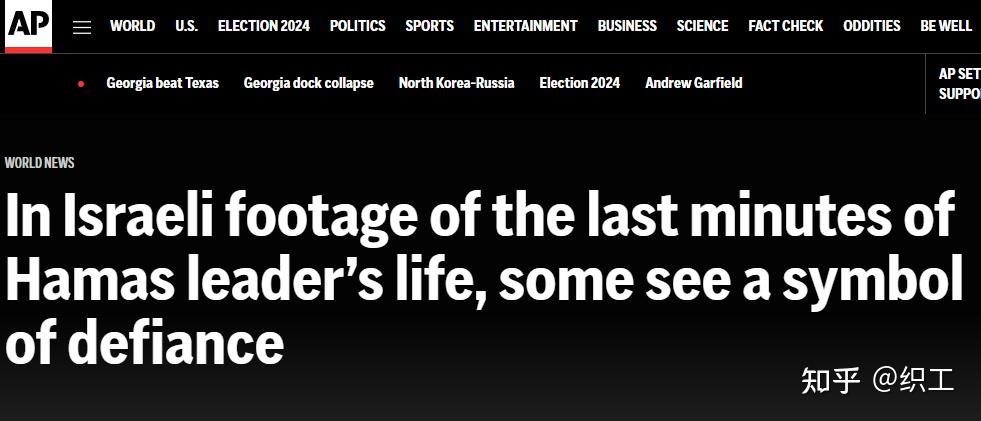 AP
WORLD U.S. ELECTION 2024 POLITICS SPORTS ENTERTAINMENT BUSINESS SCIENCE FACT CHECK ODDITIES BE WELL
Georgia beat Texas Georgia dock collapse North Korea-Russia Election 2024 Andrew Garfield
AP SET
SUPPO
WORLD NEWS
In Israeli footage of the last minutes of
Hamas leader’s life, some see a symbol
of defiance
知乎 @织工